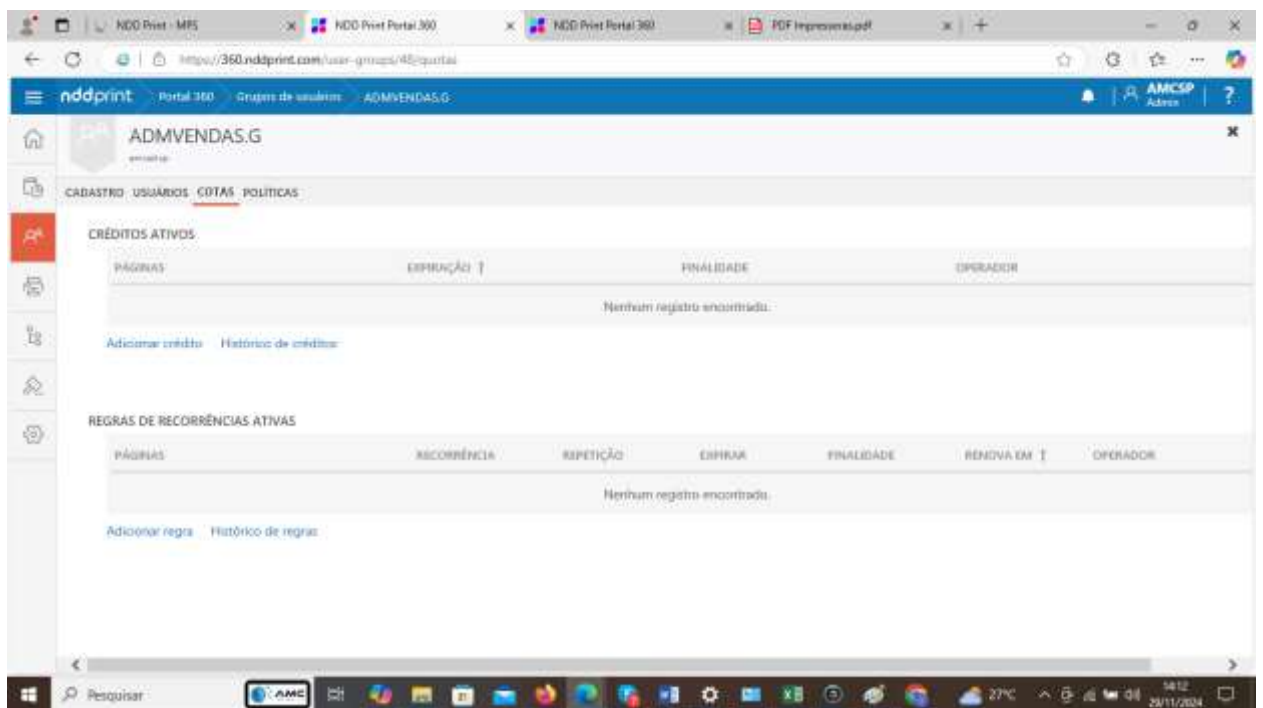 NDD Print - MPS
NDD Print Portal 360
NDD Print Portal 360
PDF Impressoras.pdf
https://360.nddprint.com/user-groups/48/quotas
nddprint Portal 360 Grupos de usuários ADMVENDAS.G
AMCSP
Admin
?
ADMVENDAS.G
CADASTRO USUÁRIOS COTAS POLÍTICAS
CRÉDITOS ATIVOS
PÁGINAS EXPIRAÇÃO ↑ FINALIDADE OPERADOR
Nenhum registro encontrado.
Adicionar crédito Histórico de créditos
REGRAS DE RECORRÊNCIAS ATIVAS
PÁGINAS RECORRÊNCIA REPETIÇÃO EXPIRAR FINALIDADE RENOVA EM ↑ OPERADOR
Nenhum registro encontrado.
Adicionar regra Histórico de regras
Pesquisar
AMC
27°C
14:12
29/11/2024